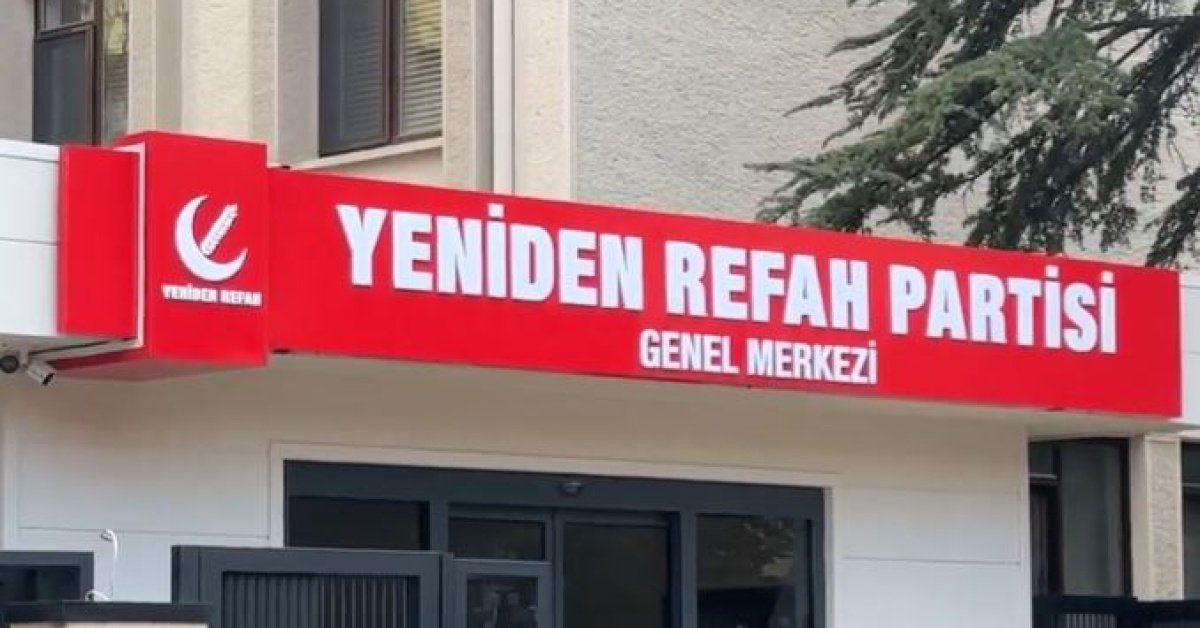 YENİDEN REFAH
YENİDEN REFAH PARTİSİ
GENEL MERKEZİ